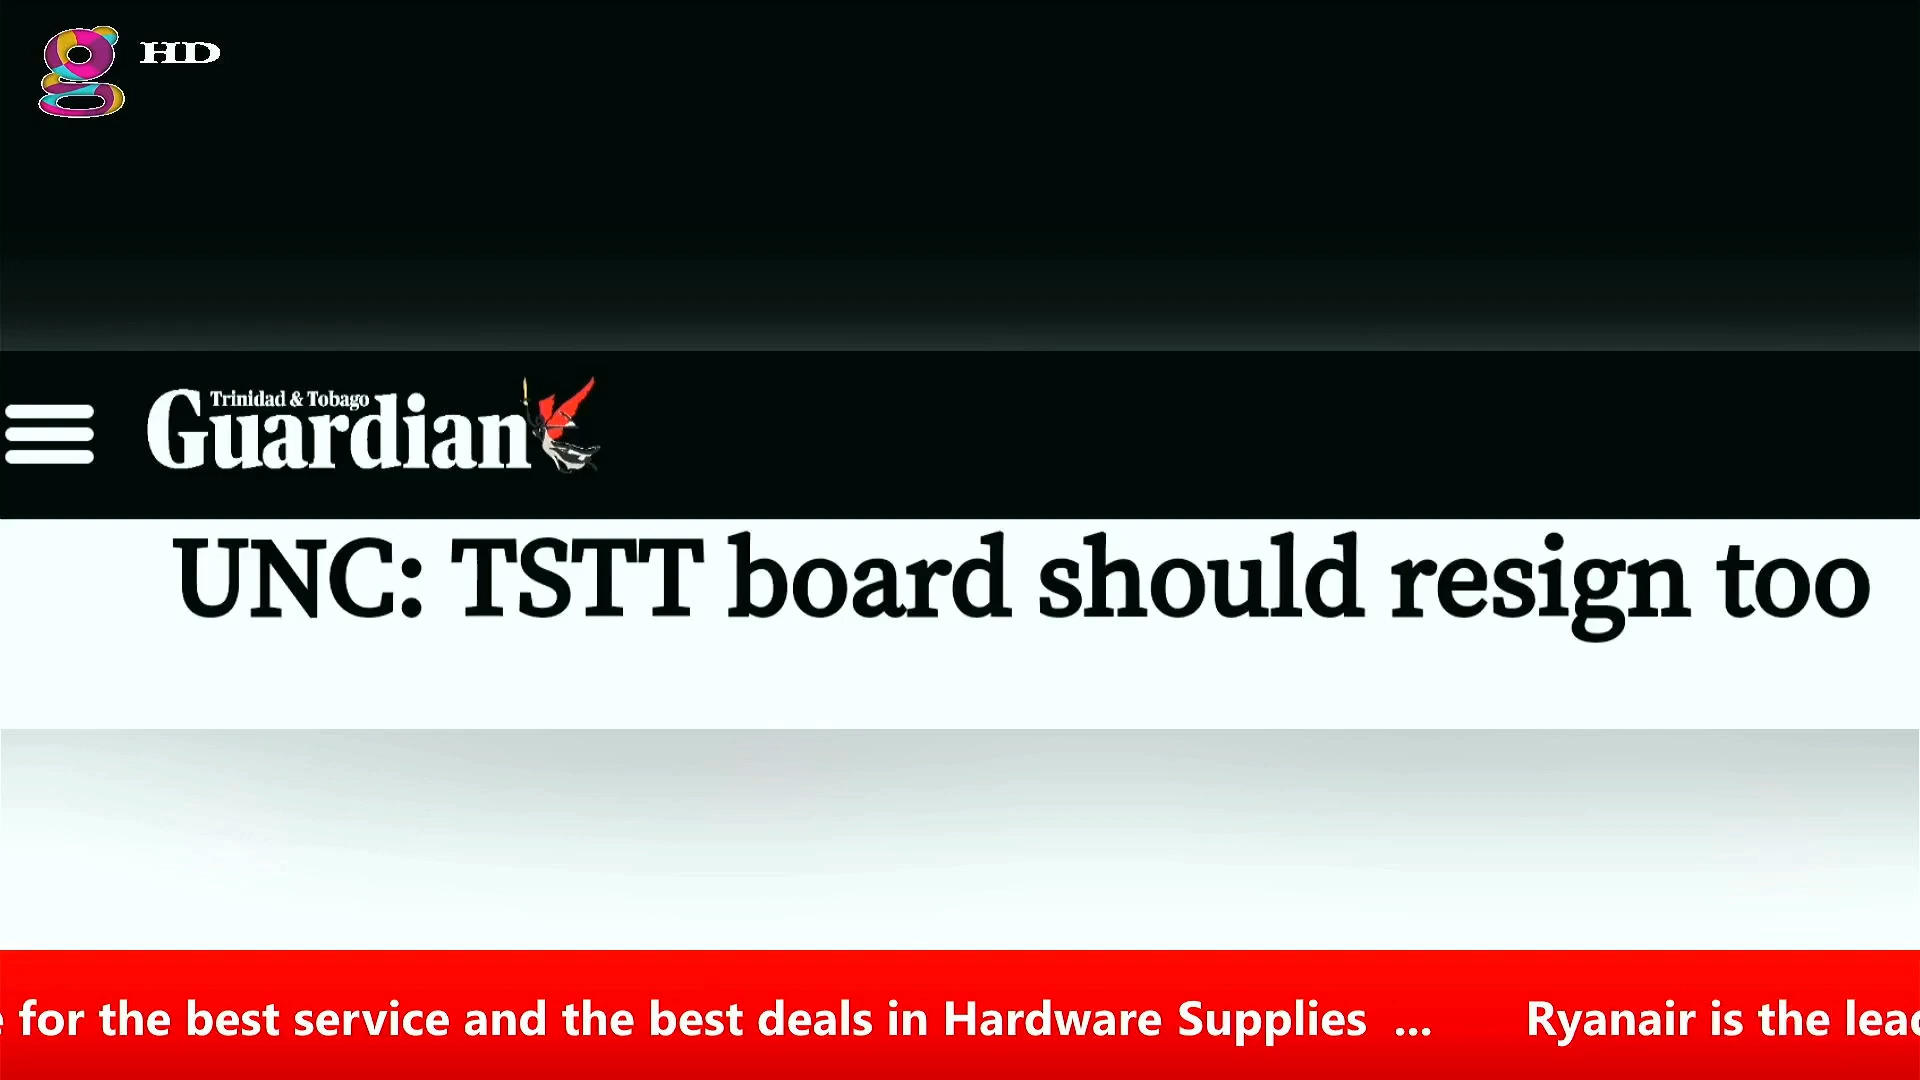 g HD
Trinidad & Tobago
Guardian
UNC: TSTT board should resign too
for the best service and the best deals in Hardware Supplies ... Ryanair is the